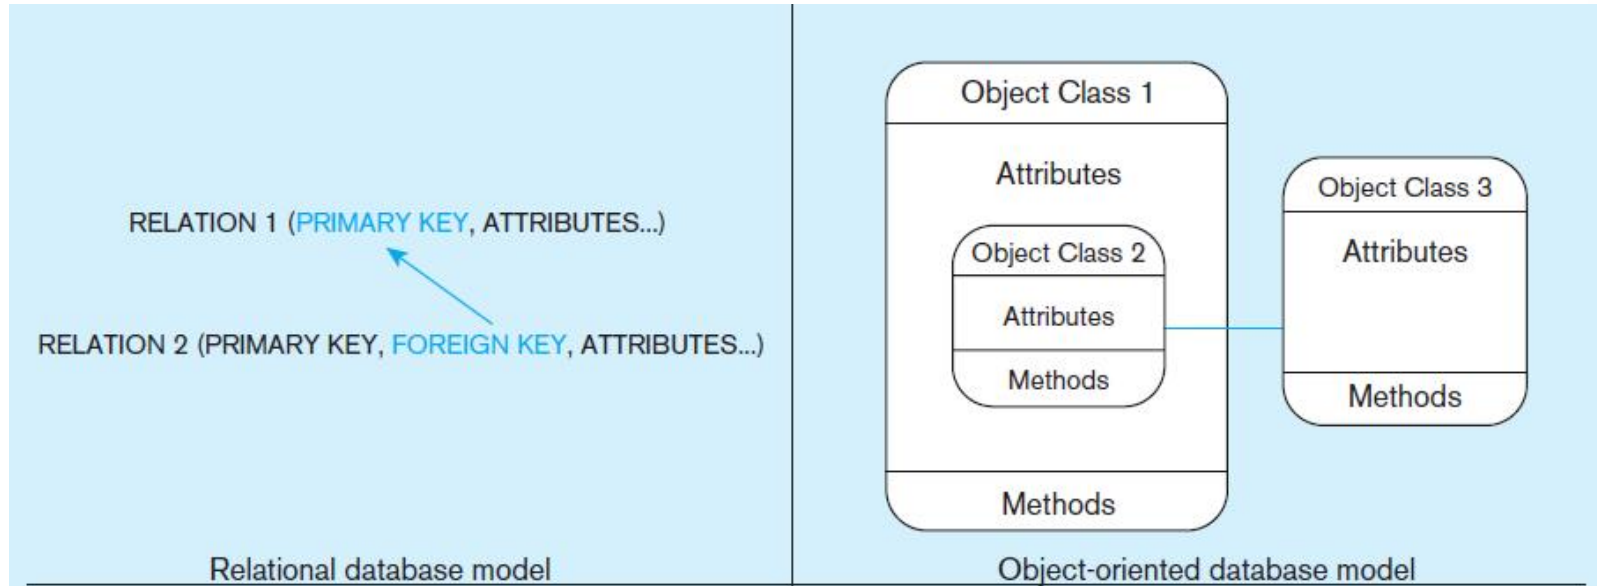 RELATION 1 (PRIMARY KEY, ATTRIBUTES...)
RELATION 2 (PRIMARY KEY, FOREIGN KEY, ATTRIBUTES...)
Relational database model
Object Class 1
Attributes
Object Class 2
Attributes
Methods
Methods
Object Class 3
Attributes
Methods
Object-oriented database model